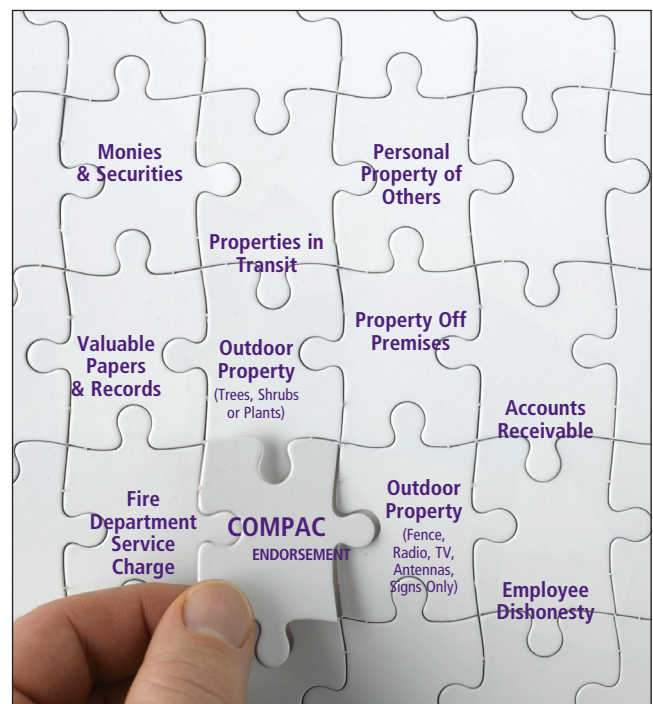 Monies
& Securities
Personal
Property of
Others
Properties in
Transit
Property Off
Premises
Valuable
Papers
& Records
Outdoor
Property
(Trees, Shrubs
or Plants)
Accounts
Receivable
Fire
Department
Service
Charge
COMPAC
ENDORSEMENT
Outdoor
Property
(Fence,
Radio, TV,
Antennas,
Signs Only)
Employee
Dishonesty